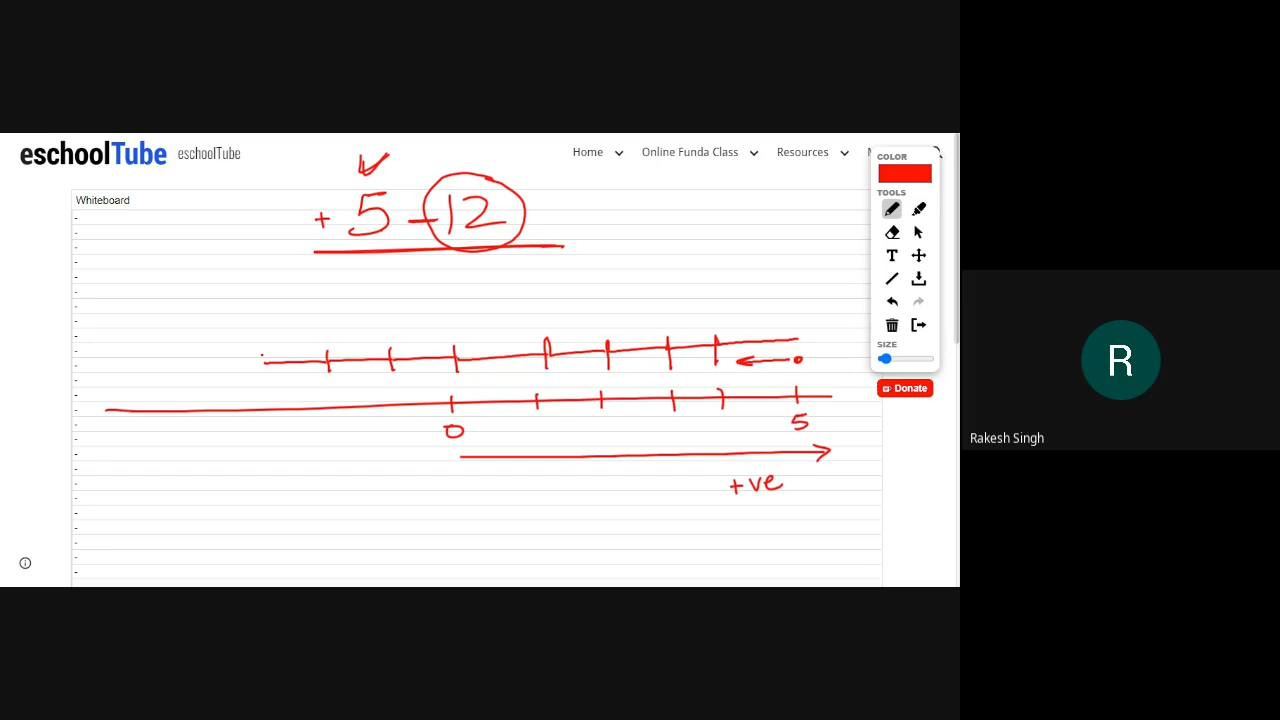 eschoolTube eschoolTube Home Online Funda Class Resources
COLOR
TOOLS
Whiteboard
+ 5 - 12
T
SIZE
Donate
0 5
+ve
R
Rakesh Singh